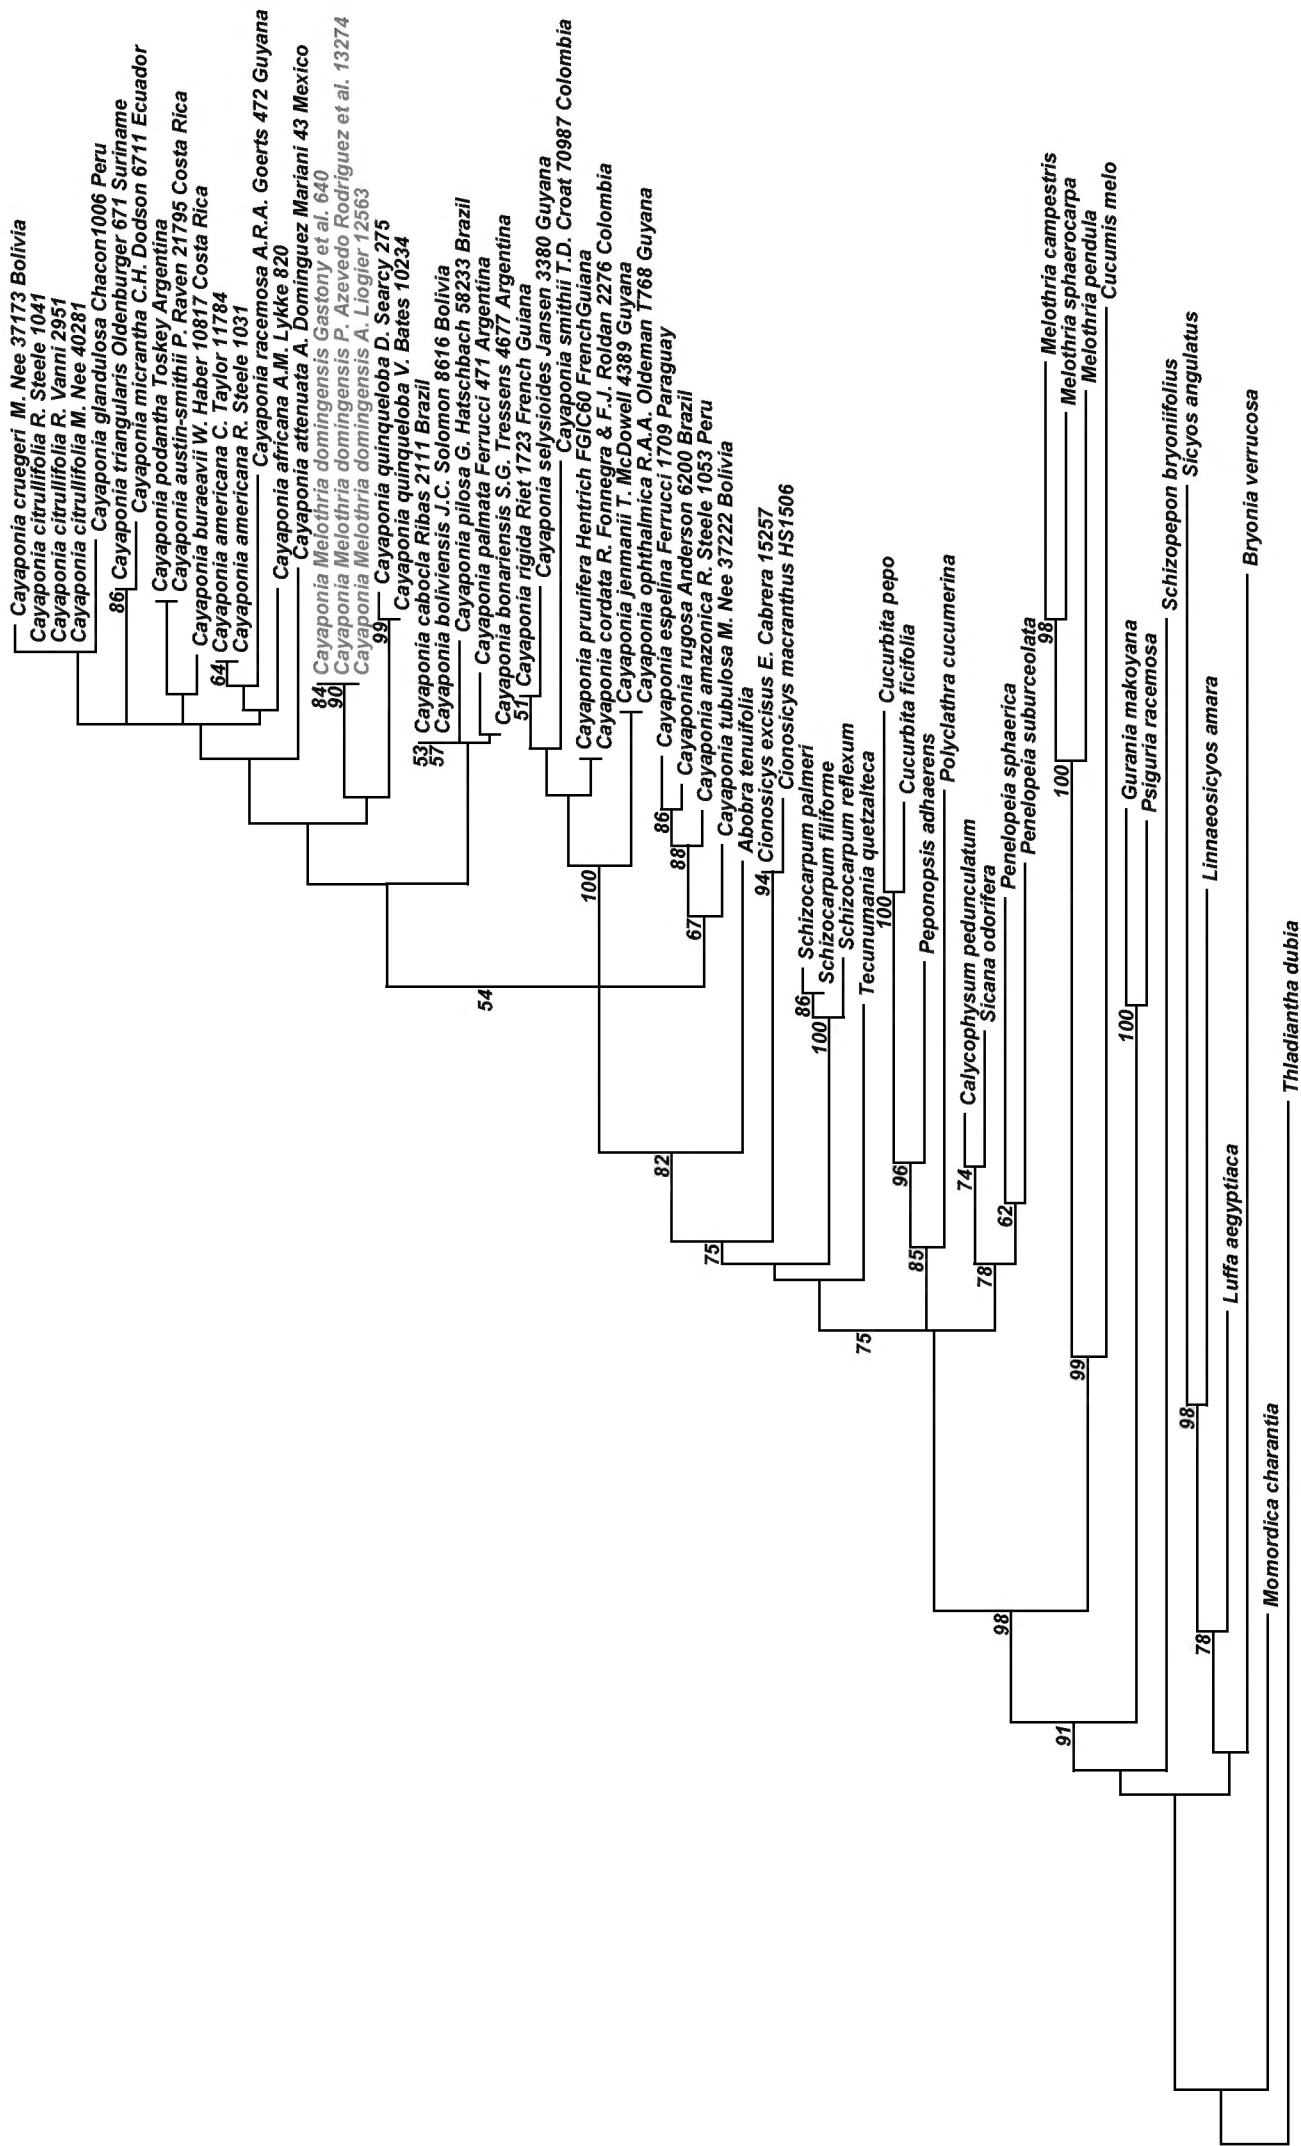 Cayaponia cruegeri M. Nee 37173 Bolivia
Cayaponia citrullifolia R. Steele 1041
Cayaponia citrullifolia R. Vanni 2951
Cayaponia citrullifolia M. Nee 40281
Cayaponia glandulosa Chacon1006 Peru
86
Cayaponia triangularis Oldenburger 671 Suriname
Cayaponia micrantha C.H. Dodson 6711 Ecuador
Cayaponia podantha Toskey Argentina
Cayaponia austin-smithii P. Raven 21795 Costa Rica
Cayaponia buraeavii W. Haber 10817 Costa Rica
64
Cayaponia americana C. Taylor 11784
Cayaponia americana R. Steele 1031
Cayaponia racemosa A.R.A. Goerts 472 Guyana
Cayaponia africana A.M. Lykke 820
Cayaponia attenuata A. Dominguez Mariani 43 Mexico
84
Cayaponia Melothria domingensis Gastony et al. 640
90
Cayaponia Melothria domingensis P. Azevedo Rodriguez et al. 13274
Cayaponia Melothria domingensis A. Liogier 12563
99
Cayaponia quinqueloba D. Searcy 275
Cayaponia quinqueloba V. Bates 10234
53
Cayaponia cabocla Ribas 2111 Brazil
57
Cayaponia boliviensis J.C. Solomon 8616 Bolivia
Cayaponia pilosa G. Hatschbach 58233 Brazil
Cayaponia palmata Ferrucci 471 Argentina
Cayaponia bonariensis S.G. Tressens 4677 Argentina
54
51
Cayaponia rigida Riet 1723 French Guiana
Cayaponia selysioides Jansen 3380 Guyana
Cayaponia smithii T.D. Croat 70987 Colombia
Cayaponia prunifera Hentrich FGIC60 FrenchGuiana
100
Cayaponia cordata R. Fonnegra & F.J. Roldan 2276 Colombia
Cayaponia jenmanii T. McDowell 4389 Guyana
Cayaponia ophthalmica R.A.A. Oldeman T768 Guyana
86
Cayaponia espelina Ferrucci 1709 Paraguay
88
Cayaponia rugosa Anderson 6200 Brazil
67
Cayaponia amazonica R. Steele 1053 Peru
Cayaponia tubulosa M. Nee 37222 Bolivia
82
Abobra tenuifolia
94
Cionosicys excisus E. Cabrera 15257
Cionosicys macranthus HS1506
75
86
Schizocarpum palmeri
100
Schizocarpum filiforme
Schizocarpum reflexum
Tecunumania quetzalteca
75
100
Cucurbita pepo
Cucurbita ficifolia
96
Peponopsis adhaerens
85
Polyclathra cucumerina
74
Calycophysum pedunculatum
Sicana odorifera
78
62
Penelopeia sphaerica
Penelopeia suburceolata
98
98
Melothria campestris
100
Melothria sphaerocarpa
Melothria pendula
99
Cucumis melo
91
100
Gurania makoyana
Psiguria racemosa
Schizopepon bryoniifolius
98
Sicyos angulatus
78
Linnaeosicyos amara
Luffa aegyptiaca
Bryonia verrucosa
Momordica charantia
Thladiantha dubia